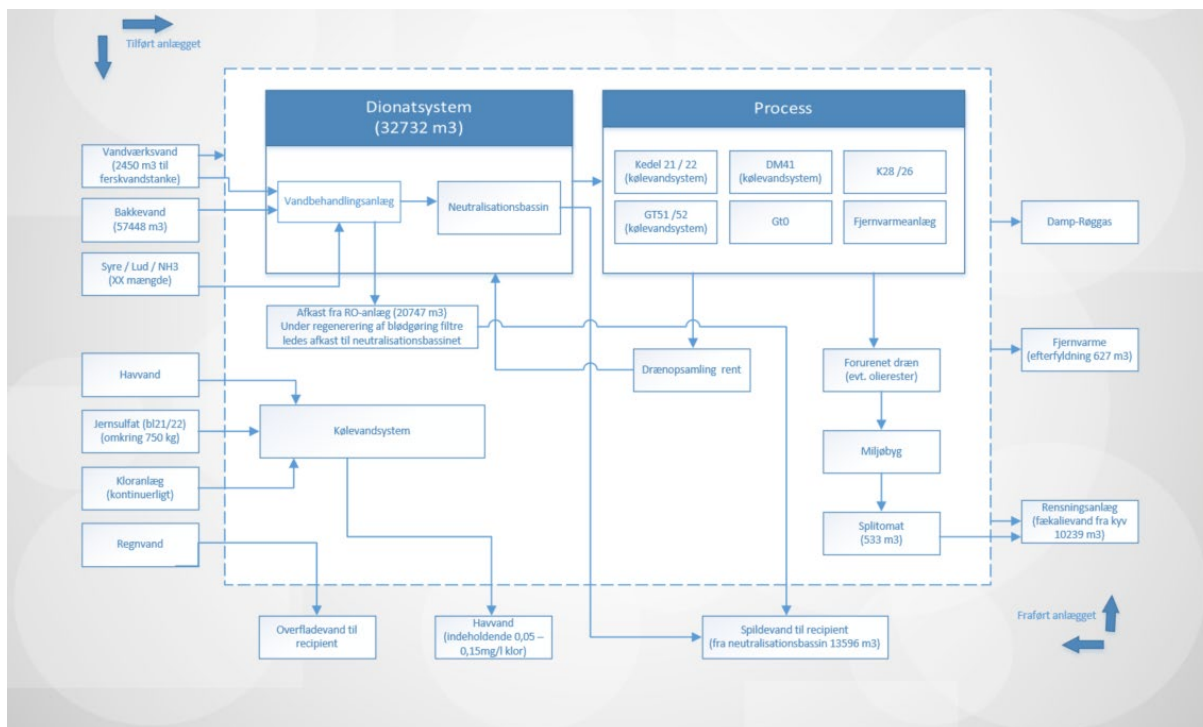 Tilført anlægget
Dionatsystem
(32732 m3)
Process
Vandværksvand
(2450 m3 til
ferskvandstanke)
Bakkevand
(57448 m3)
Syre / Lud / NH3
(XX mængde)
Vandbehandlingsanlæg
Neutralisationsbassin
Kedel 21 / 22
(kølevandsystem)
DM41
(kølevandsystem)
K28 /26
GT51 /52
(kølevandsystem)
Gt0
Fjernvarmeanlæg
Damp-Røggas
Afkast fra RO-anlæg (20747 m3)
Under regenerering af blødgøring filtre
ledes afkast til neutralisationsbassinet
Drænopsamling rent
Forurenet dræn
(evt. olierester)
Fjernvarme
(efterfyldning 627 m3)
Havvand
Jernsulfat (bl21/22)
(omkring 750 kg)
Kloranlæg
(kontinuerligt)
Regnvand
Kølevandsystem
Miljøbyg
Splitomat
(533 m3)
Rensningsanlæg
(fækalievand fra kyv
10239 m3)
Overfladevand til
recipient
Havvand
(indeholdende 0,05 –
0,15mg/l klor)
Spildevand til recipient
(fra neutralisationsbassin 13596 m3)
Fraført anlægget